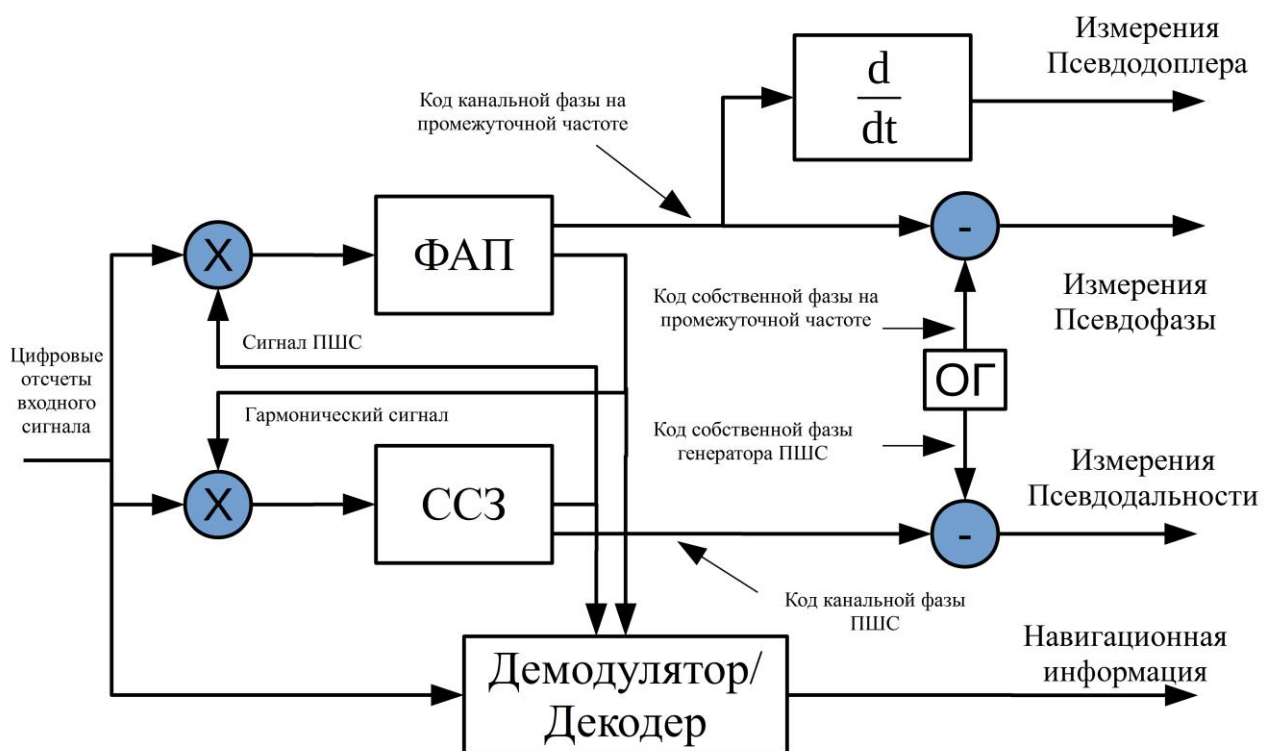 Измерения
Псевдодоплера
d
dt
Код канальной фазы на
промежуточной частоте
X
ФАП
-
Код собственной фазы на
промежуточной частоте
Измерения
Псевдофазы
Сигнал ПШС
Цифровые
отсчеты
входного
сигнала
ОГ
Гармонический сигнал
Код собственной фазы
генератора ПШС
Измерения
Псевдодальности
X
ССЗ
-
Код канальной фазы
ПШС
Демодулятор/
Декодер
Навигационная
информация